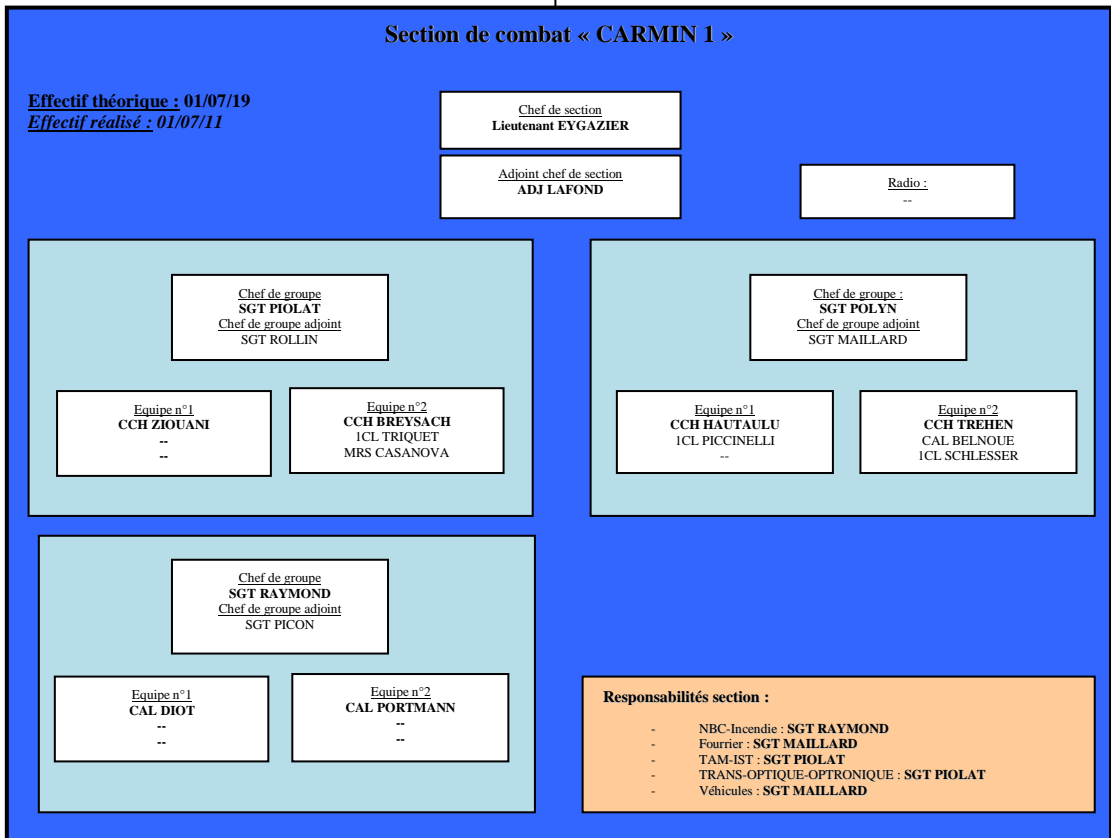 Section de combat « CARMIN 1 »
Effectif théorique : 01/07/19
Effectif réalisé : 01/07/11
Chef de section
Lieutenant EYGAZIER
Adjoint chef de section
ADJ LAFOND
Radio :
--
Chef de groupe
SGT PIOLAT
Chef de groupe adjoint
SGT ROLLIN
Equipe n°1
CCH ZIOUANI
--
--
Equipe n°2
CCH BREYSACH
1CL TRIQUET
MRS CASANOVA
Chef de groupe :
SGT POLYN
Chef de groupe adjoint
SGT MAILLARD
Equipe n°1
CCH HAUTAULU
1CL PICCINELLI
--
Equipe n°2
CCH TREHEN
CAL BELNOUE
1CL SCHLESSER
Chef de groupe
SGT RAYMOND
Chef de groupe adjoint
SGT PICON
Equipe n°1
CAL DIOT
--
--
Equipe n°2
CAL PORTMANN
--
--
Responsabilités section :
- NBC-Incendie : SGT RAYMOND
- Fourrier : SGT MAILLARD
- TAM-IST : SGT PIOLAT
- TRANS-OPTIQUE-OPTRONIQUE : SGT PIOLAT
- Véhicules : SGT MAILLARD